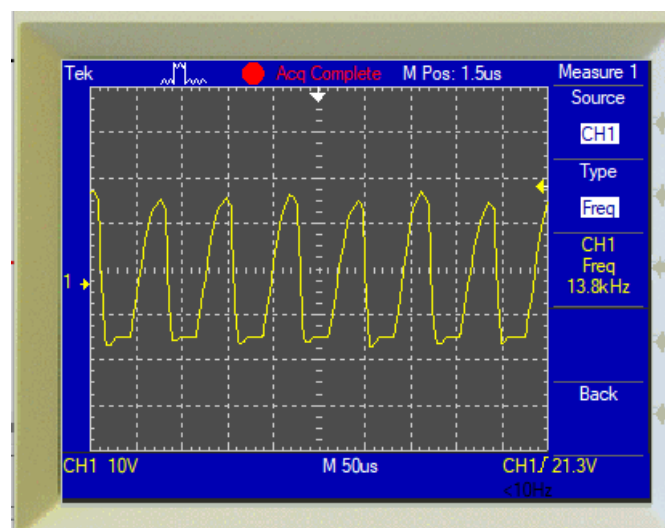 Tek
Acq Complete
M Pos: 1.5us
Measure 1
Source
CH1
Type
Freq
CH1
Freq
13.8kHz
Back
1
CH1 10V
M 50us
CH1 21.3V
<10Hz